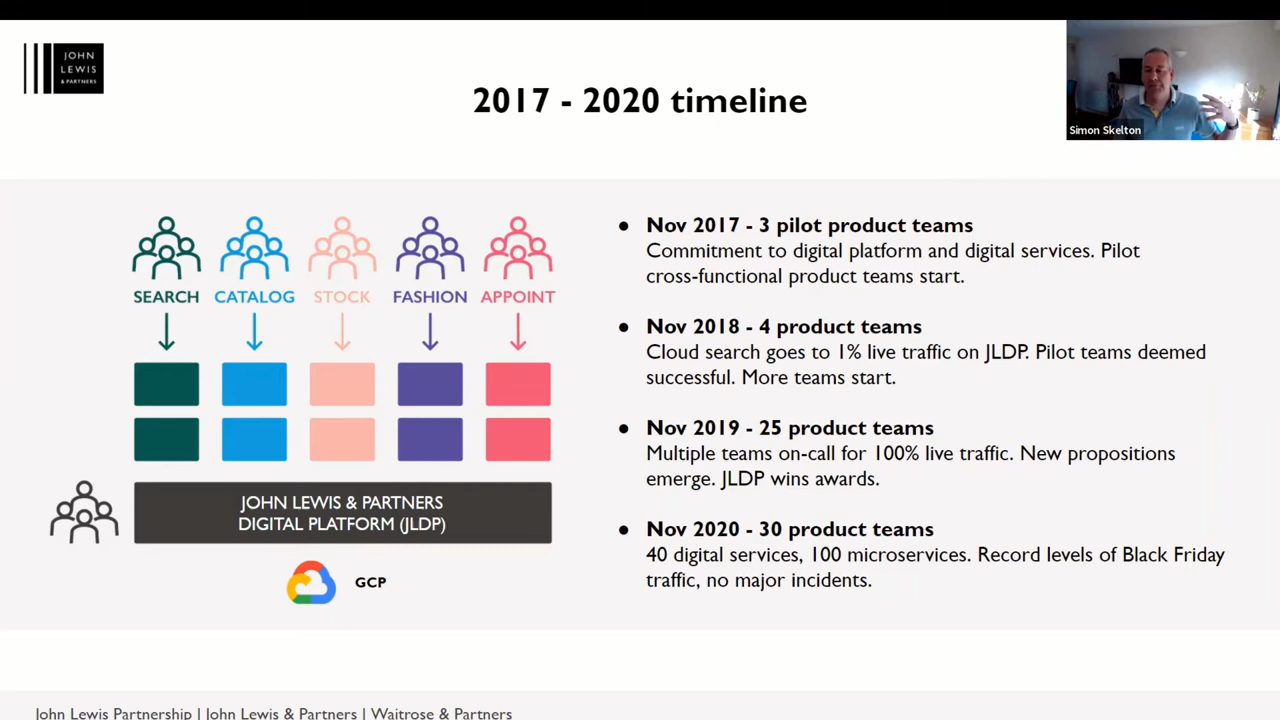 JOHN
LEWIS
& PARTNERS
2017 - 2020 timeline
Simon Skelton
SEARCH
CATALOG
STOCK
FASHION
APPOINT
JOHN LEWIS & PARTNERS
DIGITAL PLATFORM (JLDP)
GCP
● Nov 2017 - 3 pilot product teams
Commitment to digital platform and digital services. Pilot
cross-functional product teams start.
● Nov 2018 - 4 product teams
Cloud search goes to 1% live traffic on JLDP. Pilot teams deemed
successful. More teams start.
● Nov 2019 - 25 product teams
Multiple teams on-call for 100% live traffic. New propositions
emerge. JLDP wins awards.
● Nov 2020 - 30 product teams
40 digital services, 100 microservices. Record levels of Black Friday
traffic, no major incidents.
John Lewis Partnership | John Lewis & Partners | Waitrose & Partners